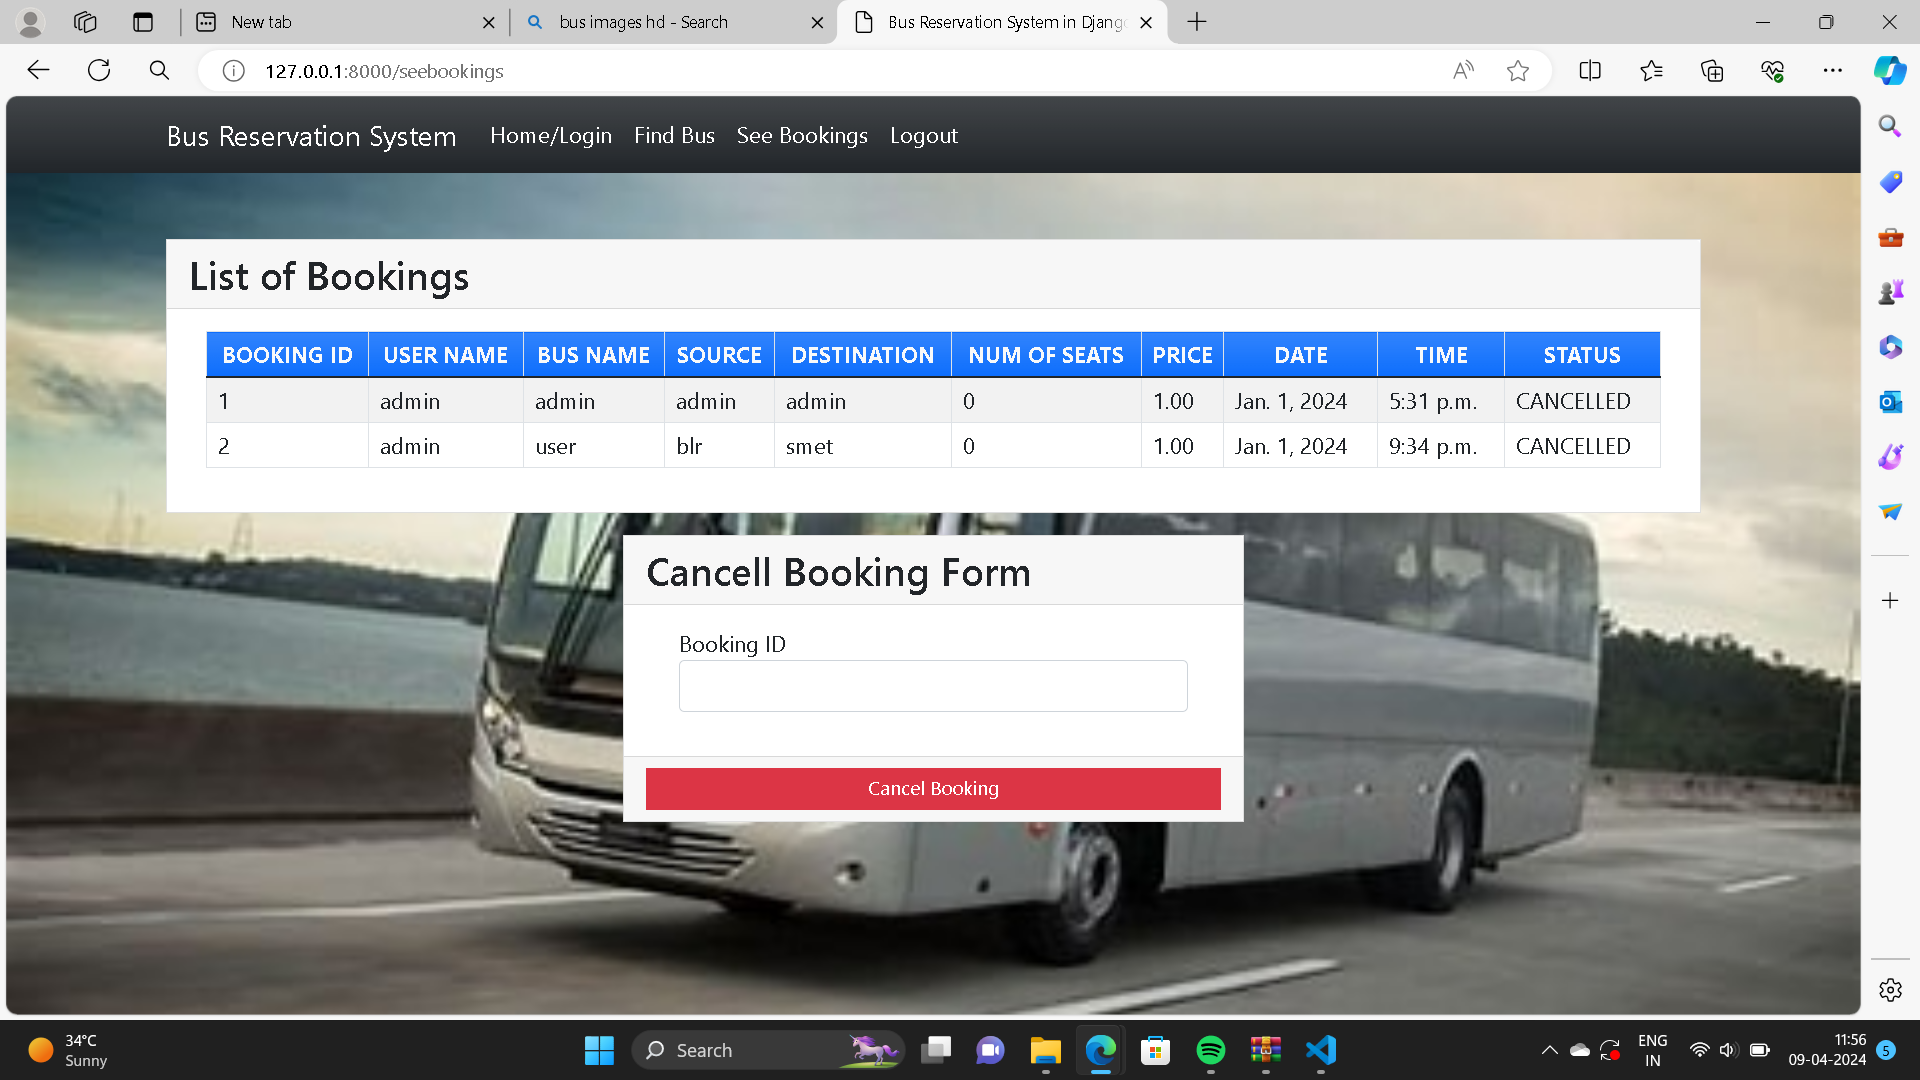 New tab
bus images hd - Search
Bus Reservation System in Djang
127.0.0.1:8000/seebookings
Bus Reservation System Home/Login Find Bus See Bookings Logout
List of Bookings
BOOKING ID USER NAME BUS NAME SOURCE DESTINATION NUM OF SEATS PRICE DATE TIME STATUS
1 admin admin admin admin 0 1.00 Jan. 1, 2024 5:31 p.m. CANCELLED
2 admin user blr smet 0 1.00 Jan. 1, 2024 9:34 p.m. CANCELLED
Cancell Booking Form
Booking ID
Cancel Booking
34°C
Sunny
Search
ENG
IN
11:56
09-04-2024
5